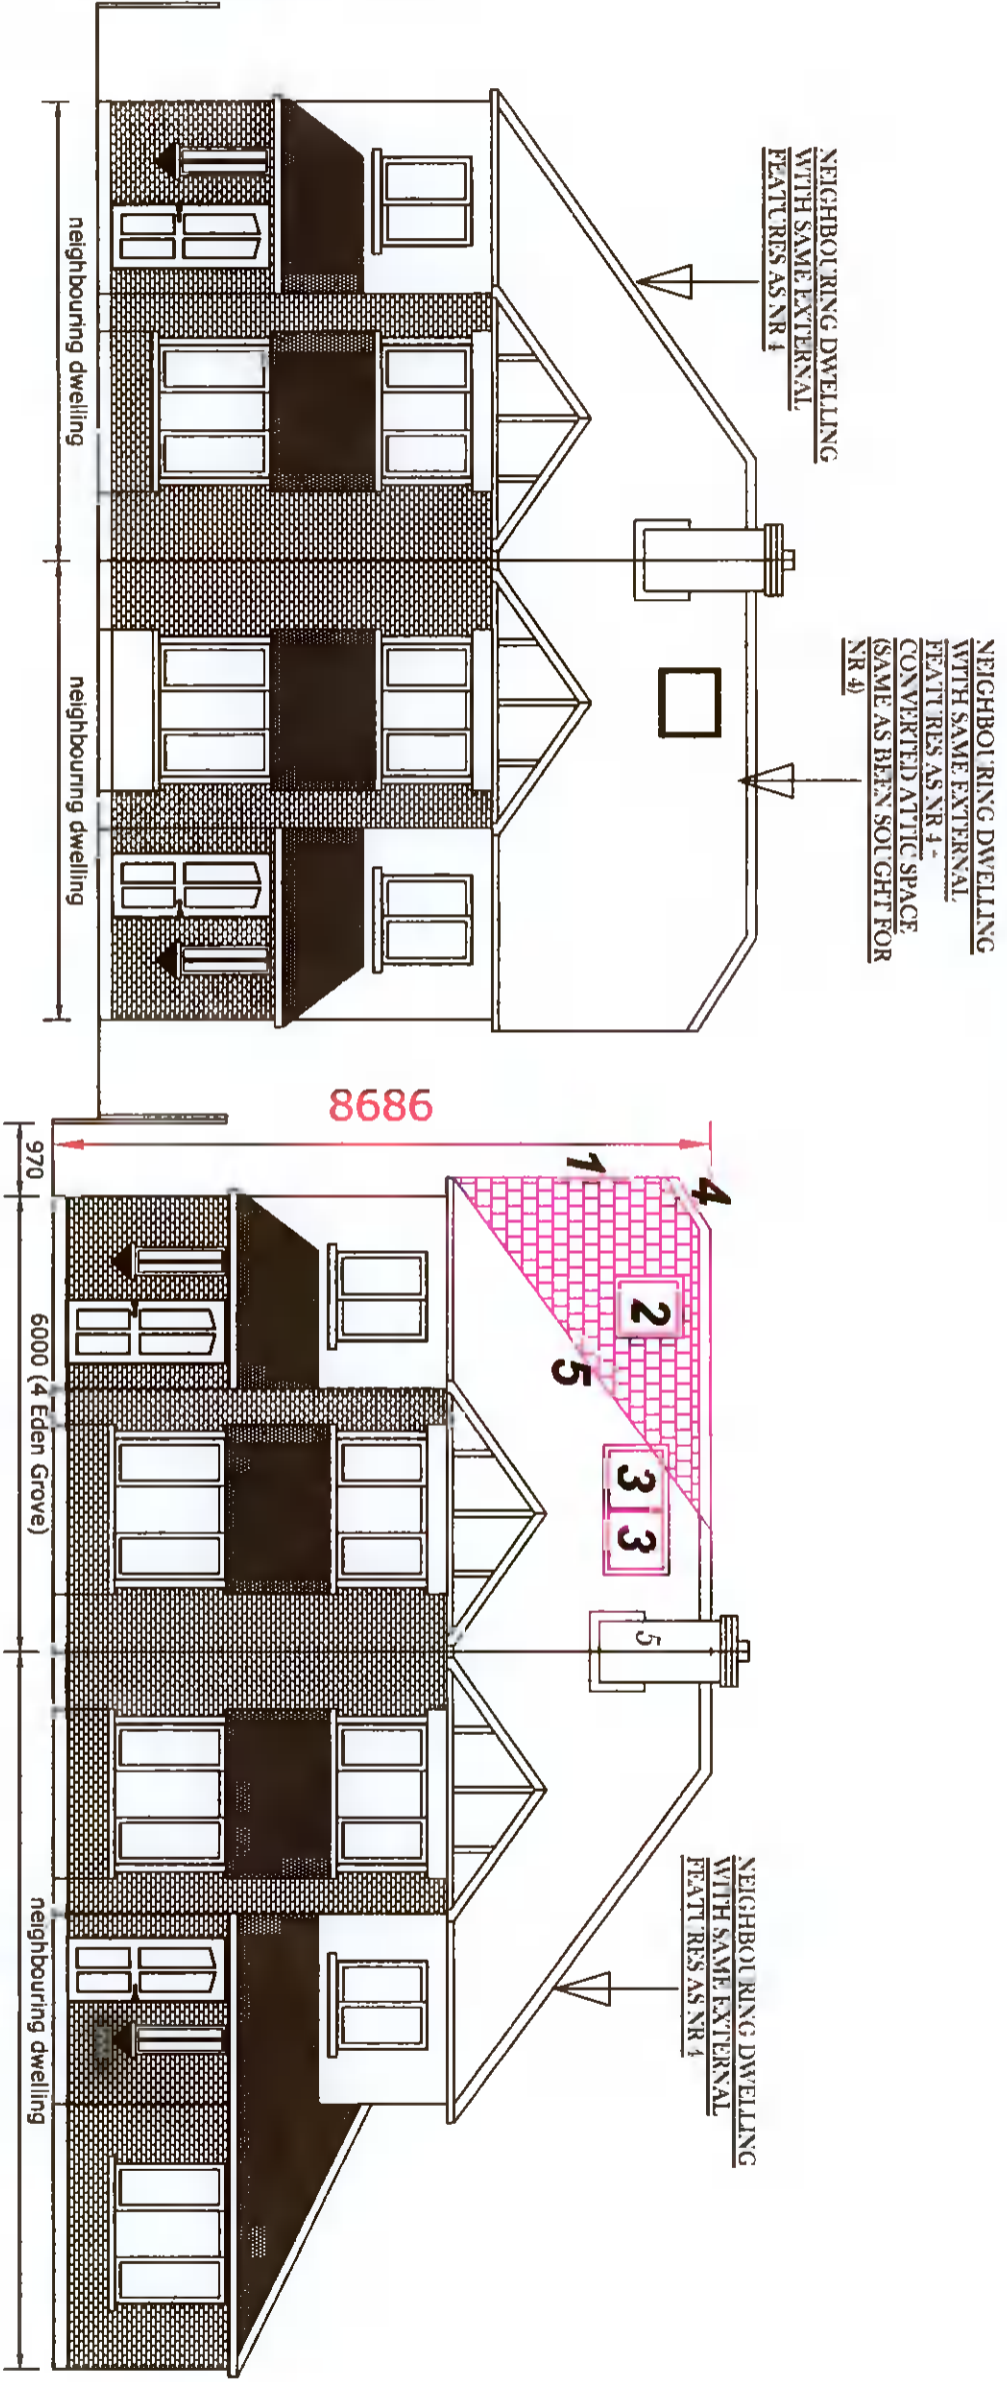 NEIGHBOURING DWELLING
WITH SAME EXTERNAL
FEATURES AS NR 4
NEIGHBOURING DWELLING
WITH SAME EXTERNAL
FEATURES AS NR 4 -
CONVERTED ATTIC SPACE
(SAME AS BEEN SOUGHT FOR
NR 4)
neighbouring dwelling
neighbouring dwelling
8686
1
4
2
5
3 3
5
NEIGHBOURING DWELLING
WITH SAME EXTERNAL
FEATURES AS NR 4
970
6000 (4 Eden Grove)
neighbouring dwelling